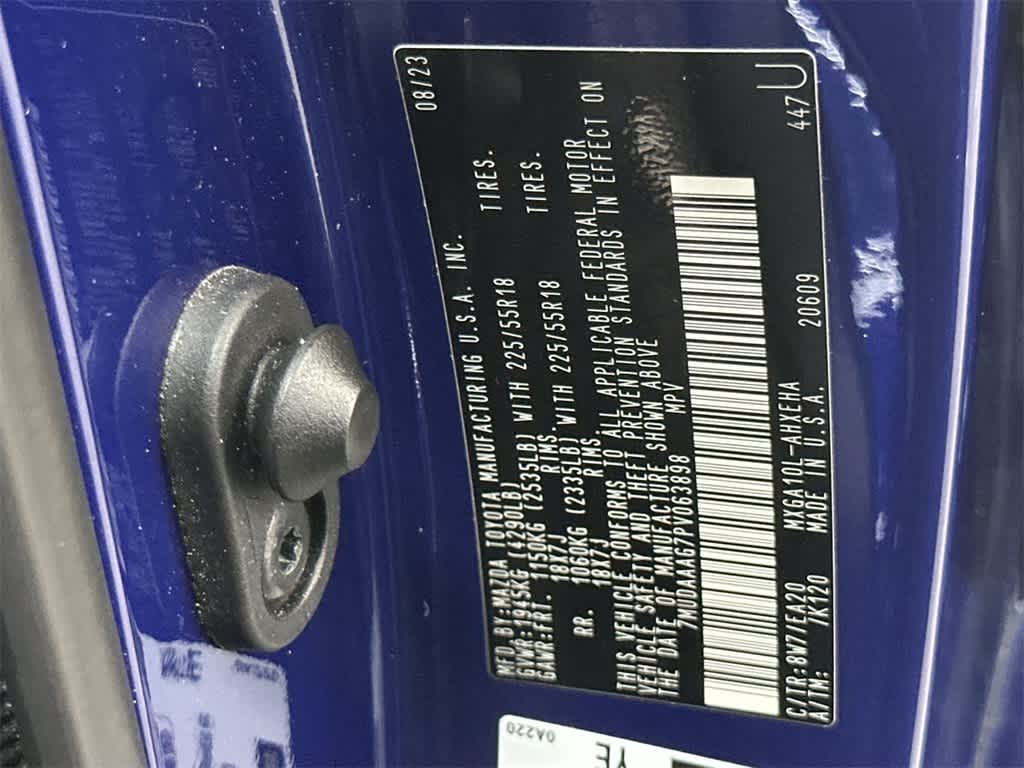 MFD. BY:MAZDA TOYOTA MANUFACTURING U.S.A. INC. 08/23
GVWR:1945KG (4290LB)
GAWR:FRT. 1150KG (2535LB) WITH 225/55R18 TIRES.
18X7J RIMS.
RR. 1060KG (2335LB) WITH 225/55R18 TIRES.
18X7J RIMS.
THIS VEHICLE CONFORMS TO ALL APPLICABLE FEDERAL MOTOR
VEHICLE SAFETY AND THEFT PREVENTION STANDARDS IN EFFECT ON
THE DATE OF MANUFACTURE SHOWN ABOVE
7MUDAAAG7PV063898 MPV
C/TR:8W7/EA20 MXGA10L-AHXEHA 20609 447 U
A/TM: 7K120 MADE IN U.S.A.
0A220
YE